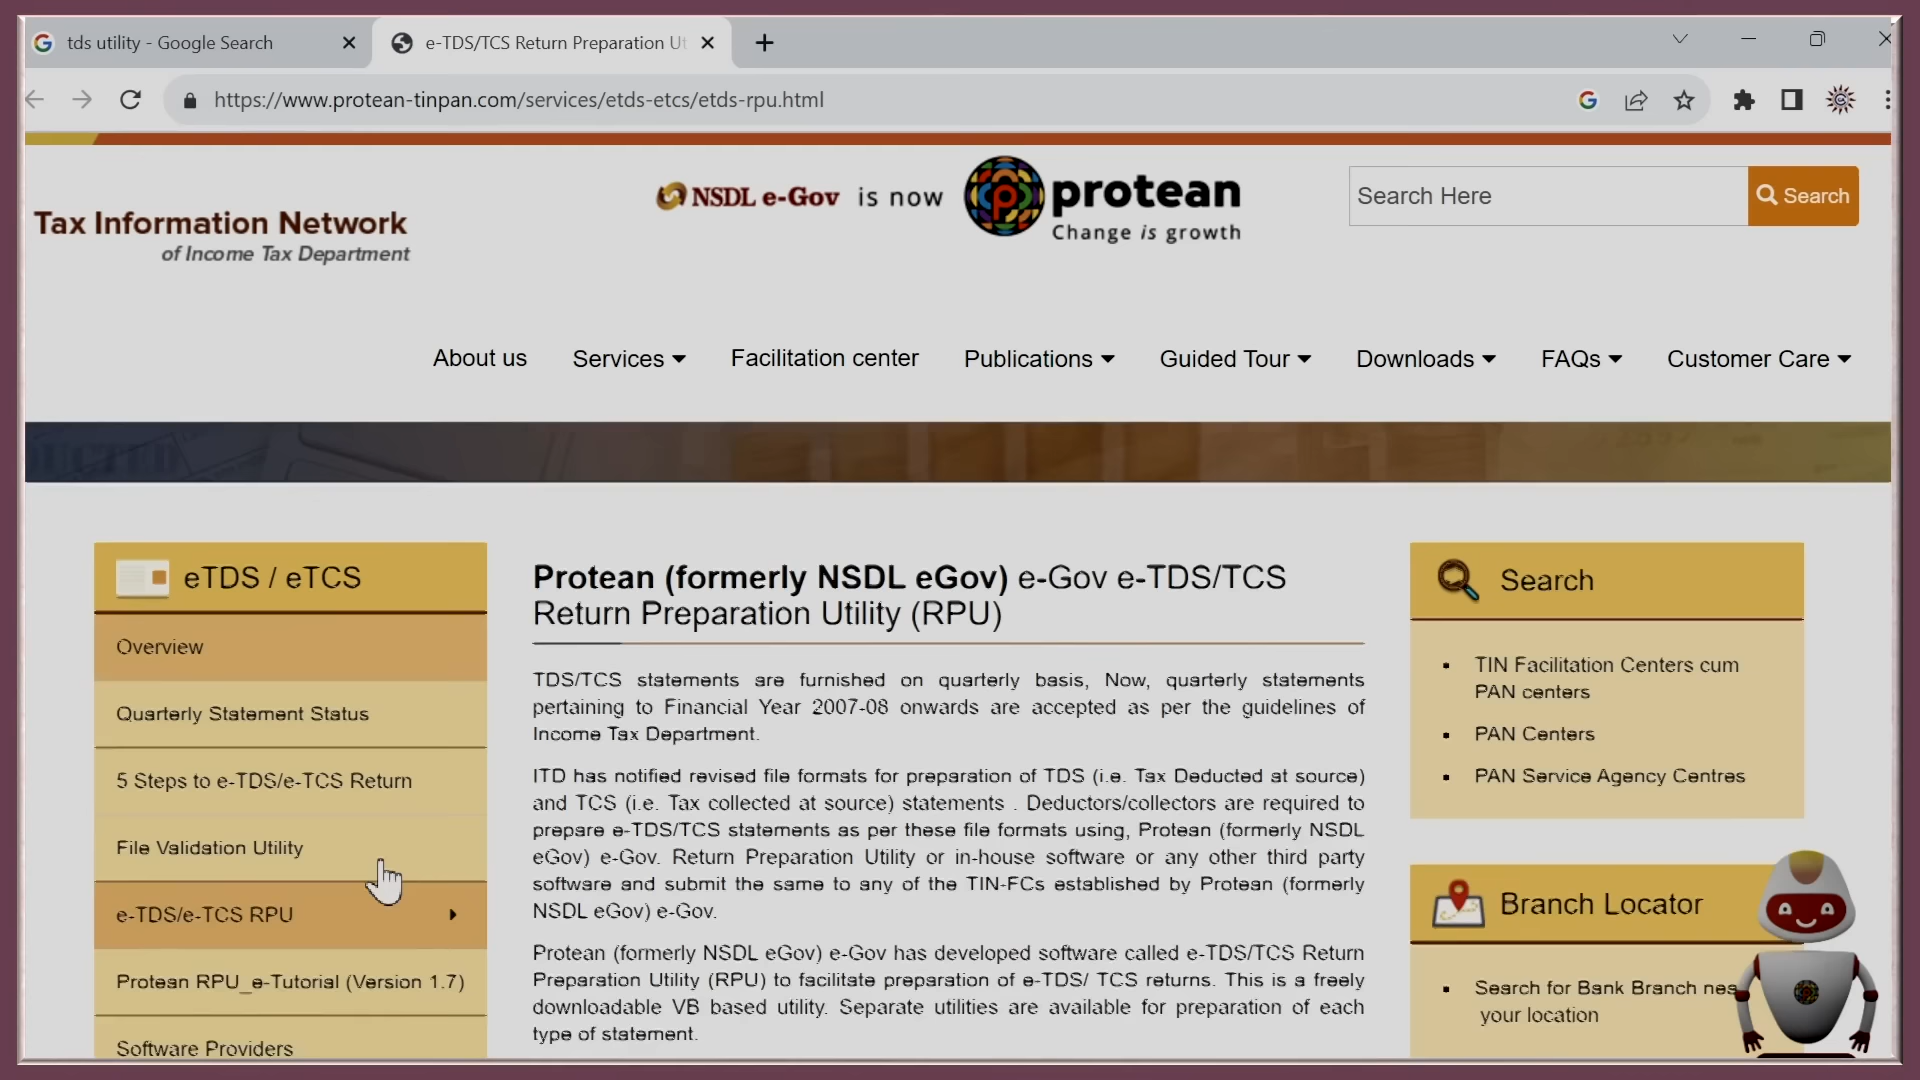 tds utility - Google Search
e-TDS/TCS Return Preparation Ut
https://www.protean-tinpan.com/services/etds-etcs/etds-rpu.html
Tax Information Network
of Income Tax Department
NSDL e-Gov is now protean
Change is growth
Search Here
Search
About us Services Facilitation center Publications Guided Tour Downloads FAQs Customer Care
eTDS / eTCS
Overview
Quarterly Statement Status
5 Steps to e-TDS/e-TCS Return
File Validation Utility
e-TDS/e-TCS RPU
Protean RPU_e-Tutorial (Version 1.7)
Software Providers
Protean (formerly NSDL eGov) e-Gov e-TDS/TCS
Return Preparation Utility (RPU)
TDS/TCS statements are furnished on quarterly basis, Now, quarterly statements
pertaining to Financial Year 2007-08 onwards are accepted as per the guidelines of
Income Tax Department.
ITD has notified revised file formats for preparation of TDS (i.e. Tax Deducted at source)
and TCS (i.e. Tax collected at source) statements . Deductors/collectors are required to
prepare e-TDS/TCS statements as per these file formats using, Protean (formerly NSDL
eGov) e-Gov. Return Preparation Utility or in-house software or any other third party
software and submit the same to any of the TIN-FCs established by Protean (formerly
NSDL eGov) e-Gov.
Protean (formerly NSDL eGov) e-Gov has developed software called e-TDS/TCS Return
Preparation Utility (RPU) to facilitate preparation of e-TDS/ TCS returns. This is a freely
downloadable VB based utility. Separate utilities are available for preparation of each
type of statement.
Search
TIN Facilitation Centers cum
PAN centers
PAN Centers
PAN Service Agency Centres
Branch Locator
Search for Bank Branch nea
your location